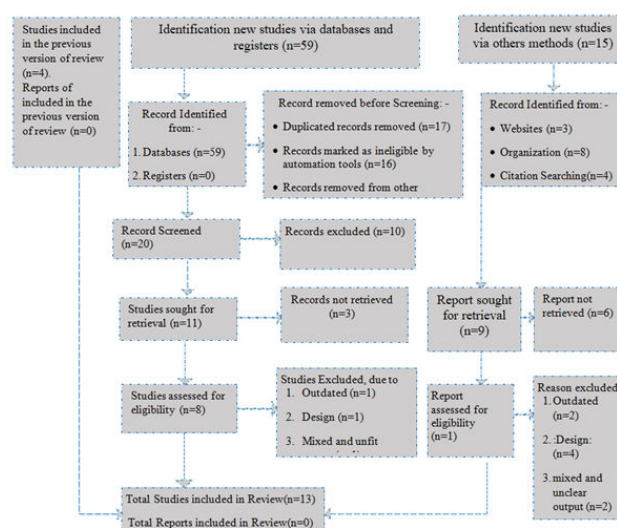 Studies included
in the previous
version of review
(n=4).
Reports of
included in the
previous version
of review (n=0)
Identification new studies via databases and
registers (n=59)
Identification new studies
via others methods (n=15)
Record Identified
from: -
1. Databases (n=59)
2. Registers (n=0)
Record removed before Screening: -
• Duplicated records removed (n=17)
• Records marked as ineligible by
automation tools (n=16)
• Records removed from other
Record Identified from: -
• Websites (n=3)
• Organization (n=8)
• Citation Searching(n=4)
Record Screened
(n=20)
Records excluded (n=10)
Studies sought for
retrieval (n=11)
Records not retrieved
(n=3)
Report sought
for retrieval
(n=9)
Report not
retrieved (n=6)
Studies assessed for
eligibility (n=8)
Studies Excluded, due to
1. Outdated (n=1)
2. Design (n=1)
3. Mixed and unfit
Report
assessed for
eligibility
(n=1)
Reason excluded
1. Outdated
(n=2)
2. :Design:
(n=4)
3. mixed and
unclear
output (n=2)
Total Studies included in Review(n=13)
Total Reports included in Review(n=0)